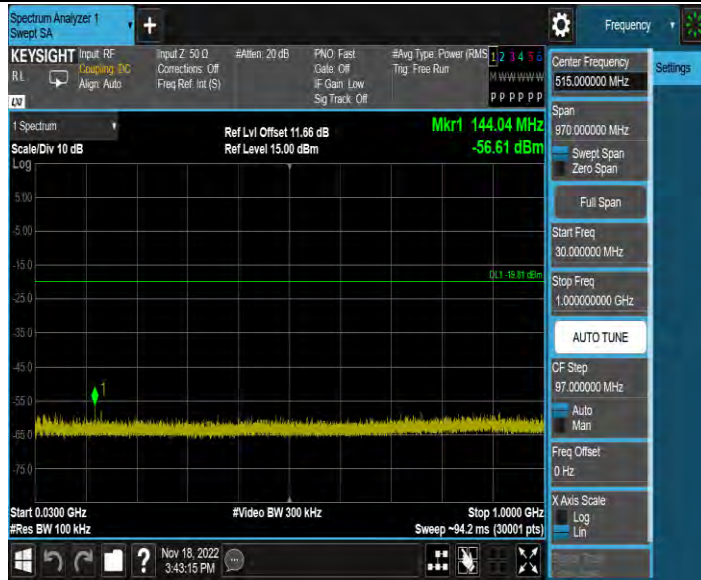 Spectrum Analyzer 1
Swept SA
Frequency
KEYSIGHT
RL
Input: RF
Coupling: DC
Align: Auto
Input Z: 50 Ω
Corrections: Off
Freq Ref: Int (S)
#Atten: 20 dB
PNO: Fast
Gate: Off
IF Gain: Low
Sig Track: Off
#Avg Type: Power (RMS
Trig: Free Run
1 2 3 4 5 6
M W W W W W
P P P P P P
LXI
1 Spectrum
Scale/Div 10 dB
Log
Ref Lvl Offset 11.66 dB
Ref Level 15.00 dBm
Mkr1 144.04 MHz
-56.61 dBm
5.00
-5.00
-15.0
DL1 -19.81 dBm
-25.0
-35.0
-45.0
1
-55.0
-65.0
-75.0
Start 0.0300 GHz
#Res BW 100 kHz
#Video BW 300 kHz
Stop 1.0000 GHz
Sweep ~94.2 ms (30001 pts)
Nov 18, 2022
3:43:15 PM
Center Frequency
515.000000 MHz
Settings
Span
970.000000 MHz
Swept Span
Zero Span
Full Span
Start Freq
30.000000 MHz
Stop Freq
1.000000000 GHz
AUTO TUNE
CF Step
97.000000 MHz
Auto
Man
Freq Offset
0 Hz
X Axis Scale
Log
Lin